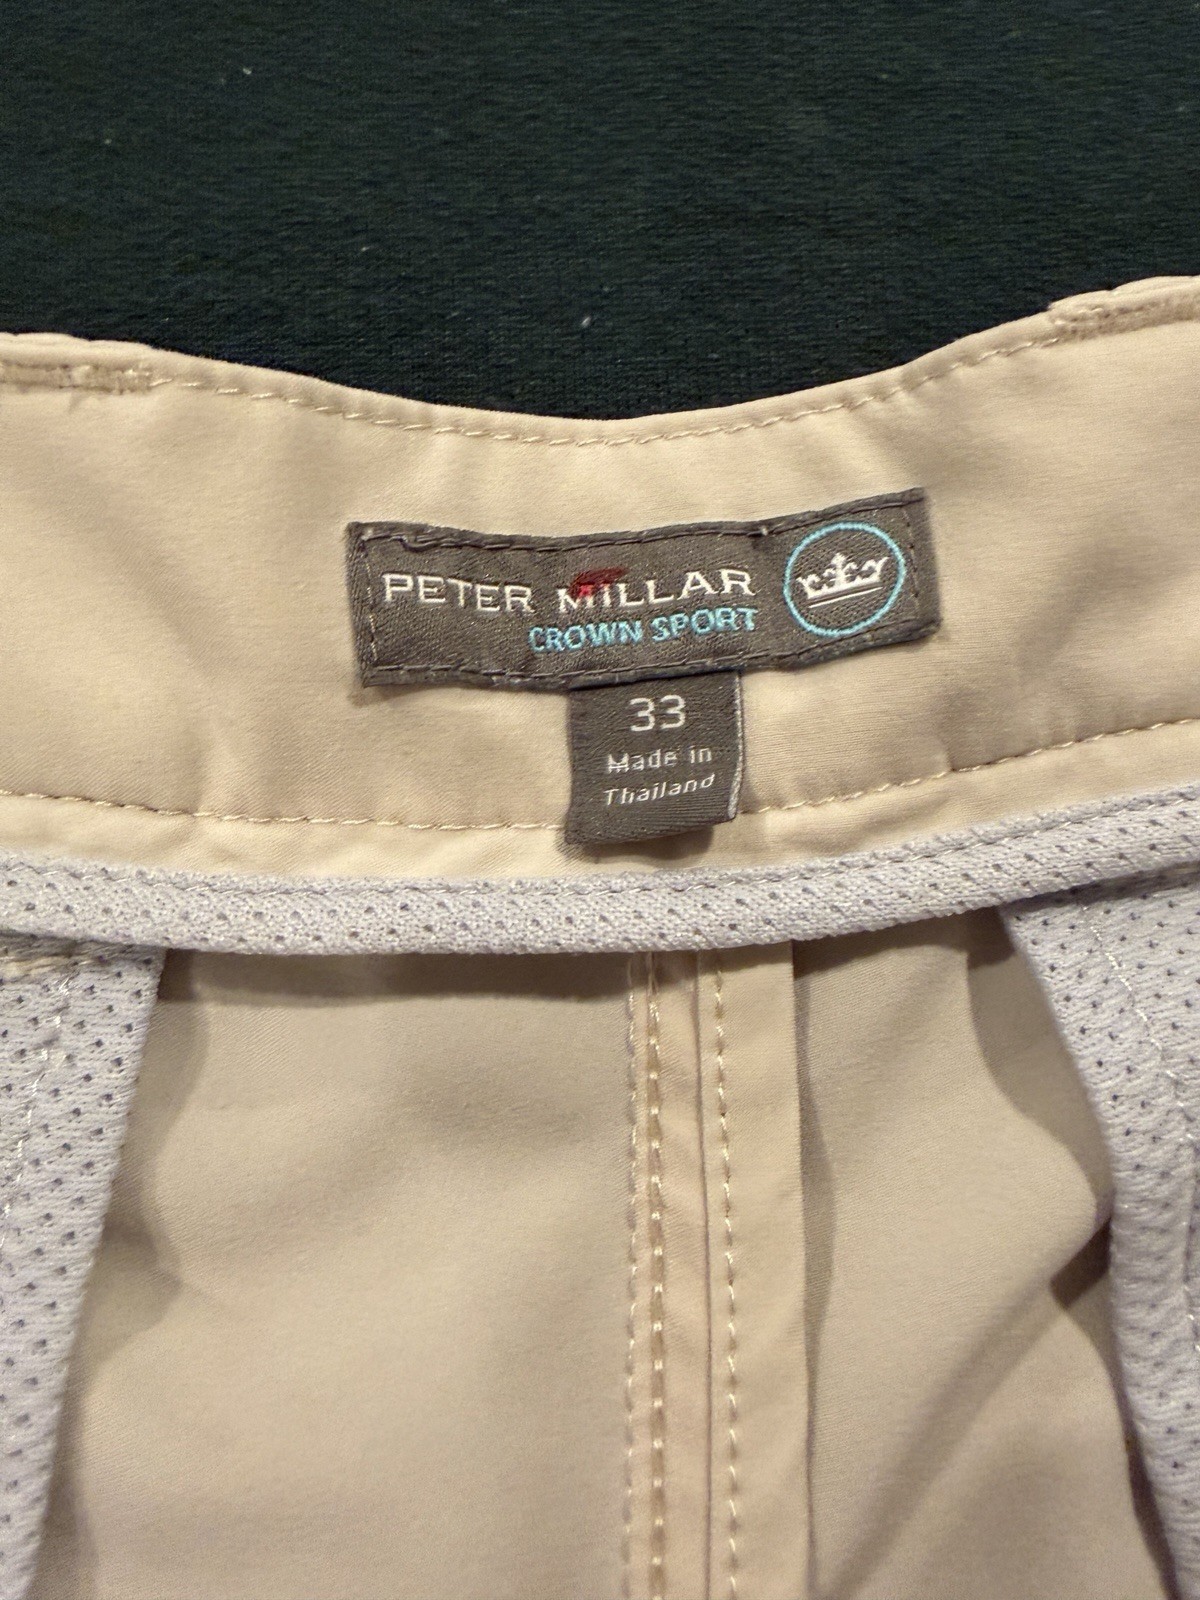 PETER MILLAR
CROWN SPORT
33
Made in
Thailand